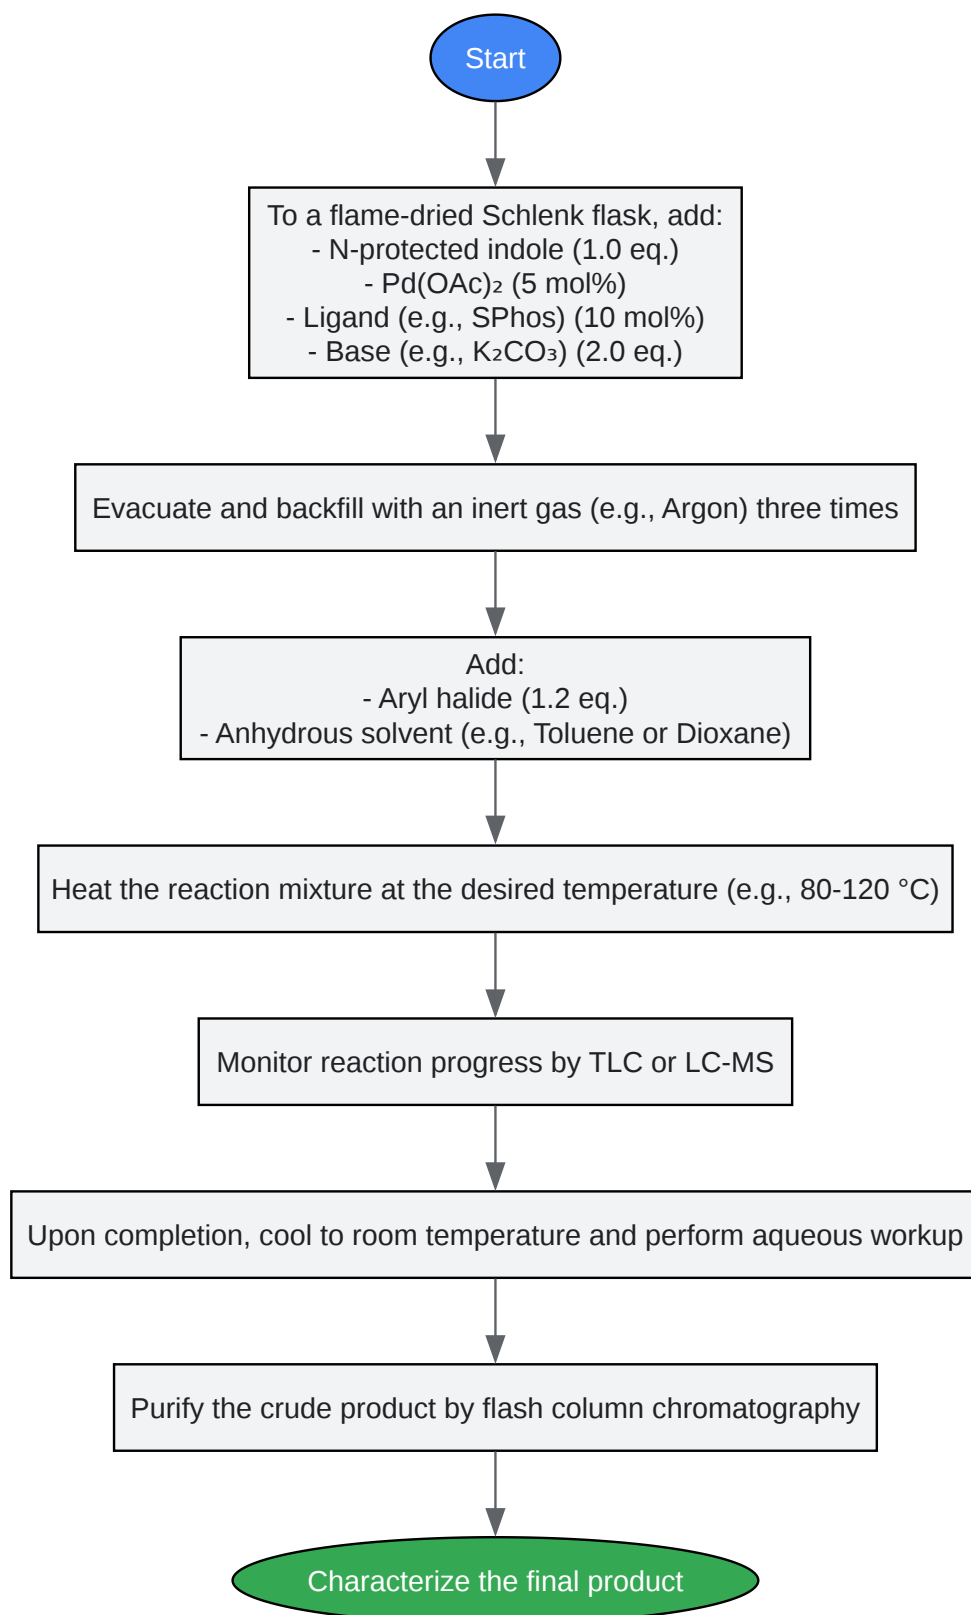 Start
To a flame-dried Schlenk flask, add:
- N-protected indole (1.0 eq.)
- Pd(OAc)₂ (5 mol%)
- Ligand (e.g., SPhos) (10 mol%)
- Base (e.g., K₂CO₃) (2.0 eq.)
Evacuate and backfill with an inert gas (e.g., Argon) three times
Add:
- Aryl halide (1.2 eq.)
- Anhydrous solvent (e.g., Toluene or Dioxane)
Heat the reaction mixture at the desired temperature (e.g., 80-120 °C)
Monitor reaction progress by TLC or LC-MS
Upon completion, cool to room temperature and perform aqueous workup
Purify the crude product by flash column chromatography
Characterize the final product